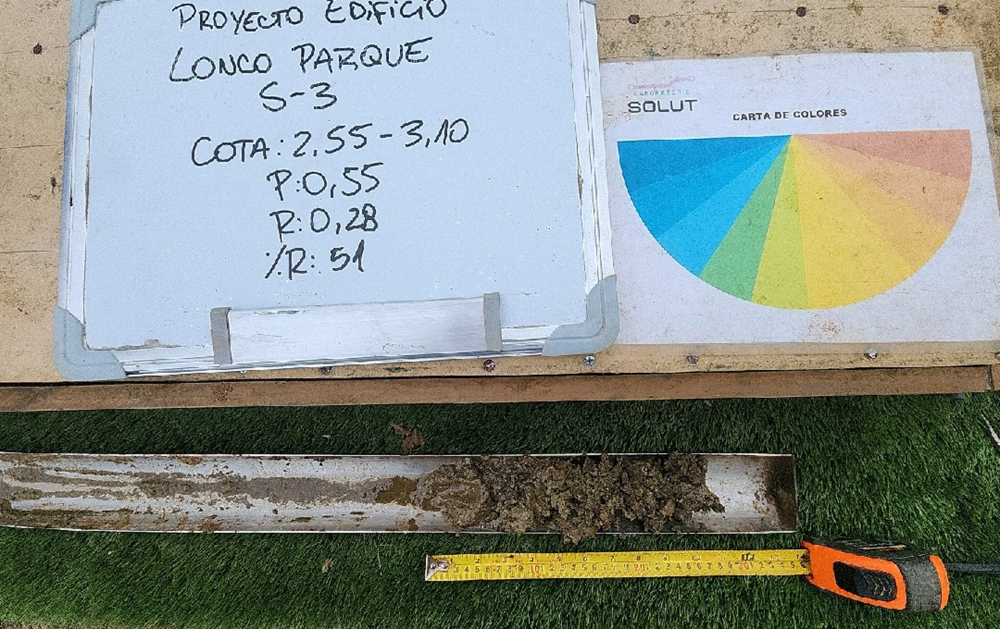 PROYECTO EDIFICIO
LONCO PARQUE
S-3
COTA: 2,55-3,10
P:0,55
R:0,28
%R: 51
LABORATORIO
SOLUT
CARTA DE COLORES